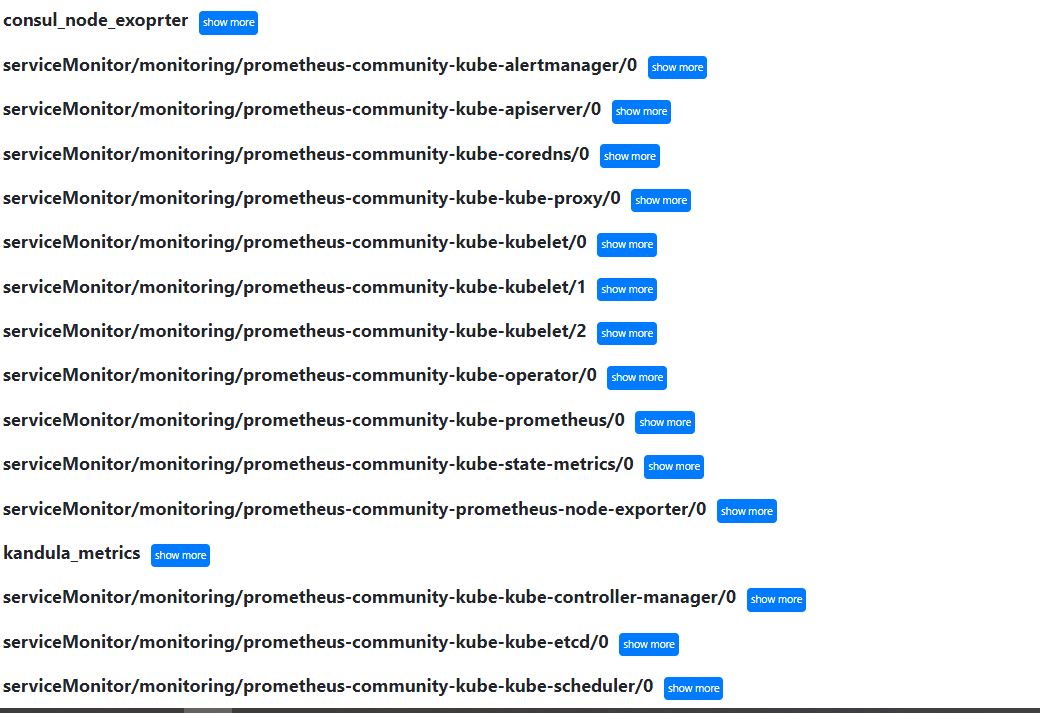 consul_node_exoprter show more
serviceMonitor/monitoring/prometheus-community-kube-alertmanager/0 show more
serviceMonitor/monitoring/prometheus-community-kube-apiserver/0 show more
serviceMonitor/monitoring/prometheus-community-kube-coredns/0 show more
serviceMonitor/monitoring/prometheus-community-kube-kube-proxy/0 show more
serviceMonitor/monitoring/prometheus-community-kube-kubelet/0 show more
serviceMonitor/monitoring/prometheus-community-kube-kubelet/1 show more
serviceMonitor/monitoring/prometheus-community-kube-kubelet/2 show more
serviceMonitor/monitoring/prometheus-community-kube-operator/0 show more
serviceMonitor/monitoring/prometheus-community-kube-prometheus/0 show more
serviceMonitor/monitoring/prometheus-community-kube-state-metrics/0 show more
serviceMonitor/monitoring/prometheus-community-prometheus-node-exporter/0 show more
kandula_metrics show more
serviceMonitor/monitoring/prometheus-community-kube-kube-controller-manager/0 show more
serviceMonitor/monitoring/prometheus-community-kube-kube-etcd/0 show more
serviceMonitor/monitoring/prometheus-community-kube-kube-scheduler/0 show more